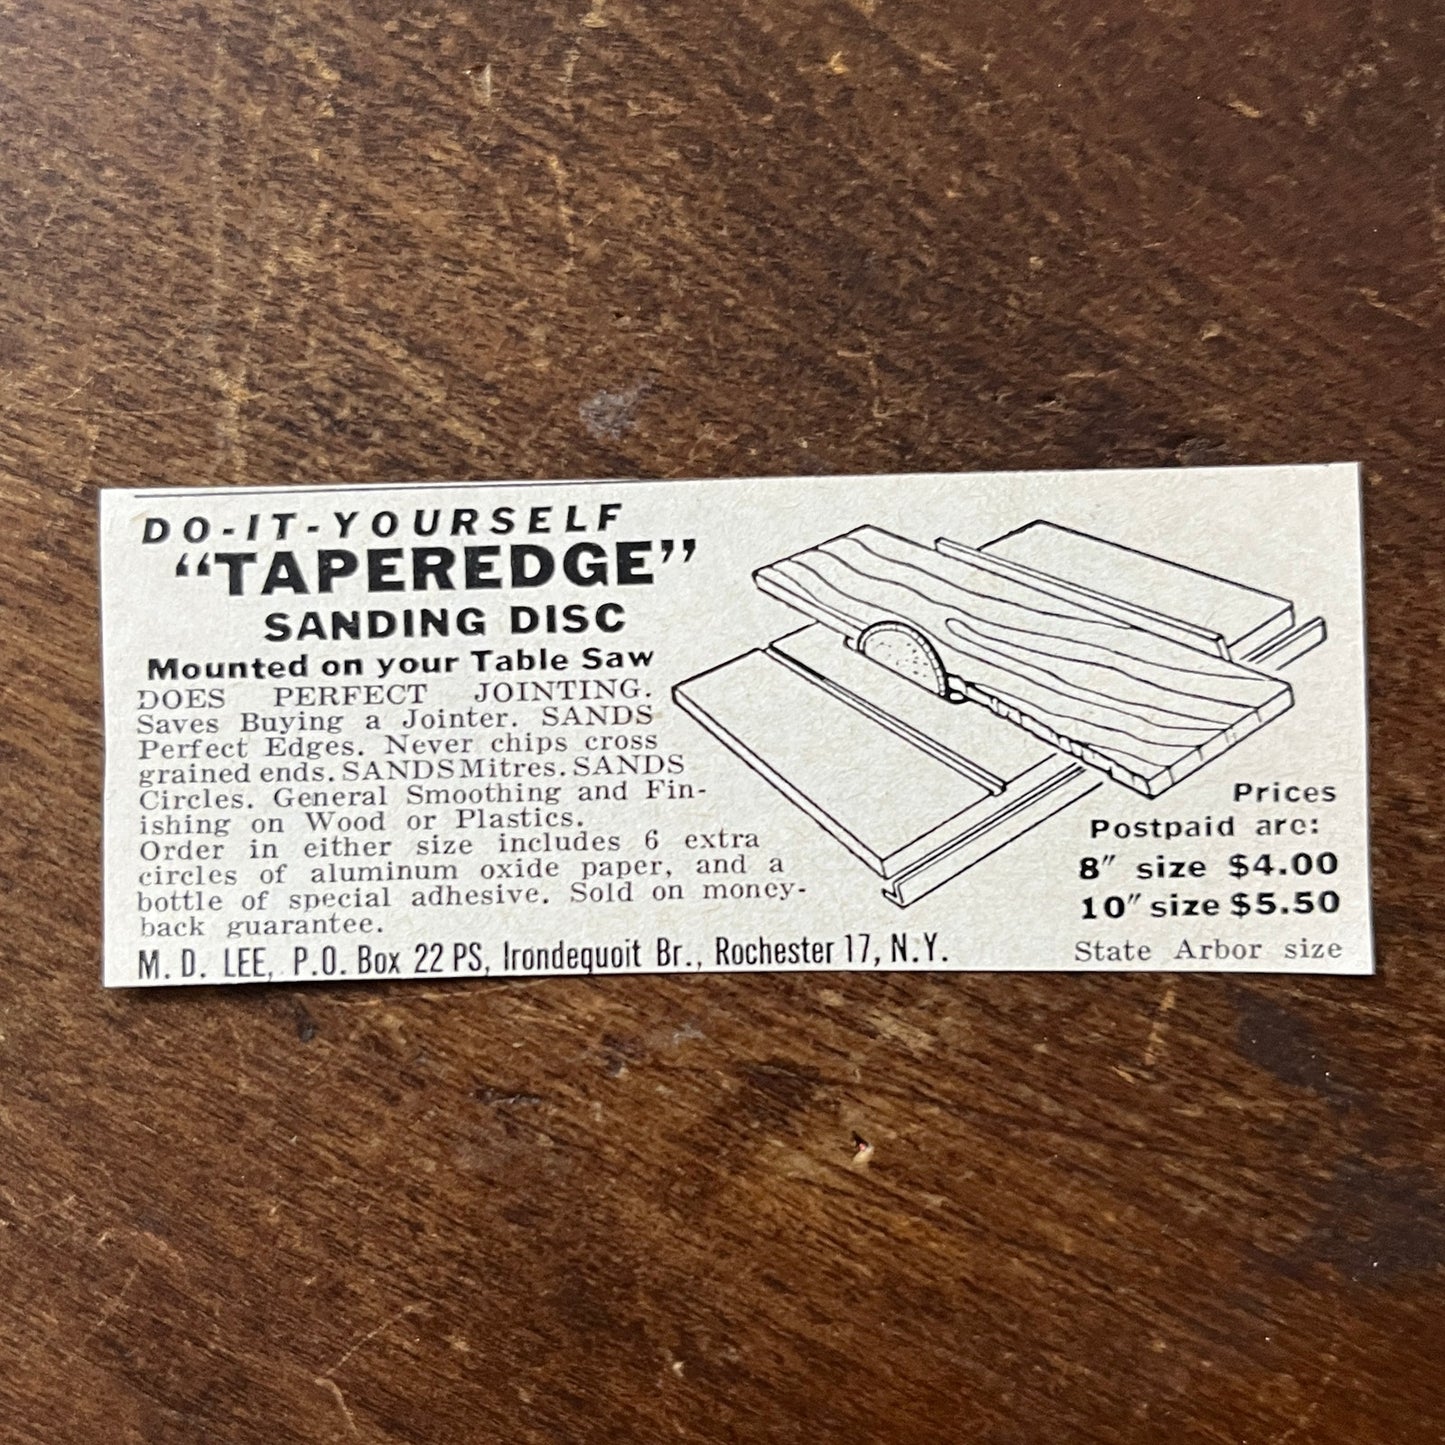 DO-IT-YOURSELF
“TAPEREDGE”
SANDING DISC
Mounted on your Table Saw
DOES PERFECT JOINTING.
Saves Buying a Jointer. SANDS
Perfect Edges. Never chips cross
grained ends. SANDS Mitres. SANDS
Circles. General Smoothing and Fin-
ishing on Wood or Plastics.
Order in either size includes 6 extra
circles of aluminum oxide paper, and a
bottle of special adhesive. Sold on money-
back guarantee.
M. D. LEE, P.O. Box 22 PS, Irondequoit Br., Rochester 17, N.Y.
Prices
Postpaid are:
8″ size $4.00
10″ size $5.50
State Arbor size